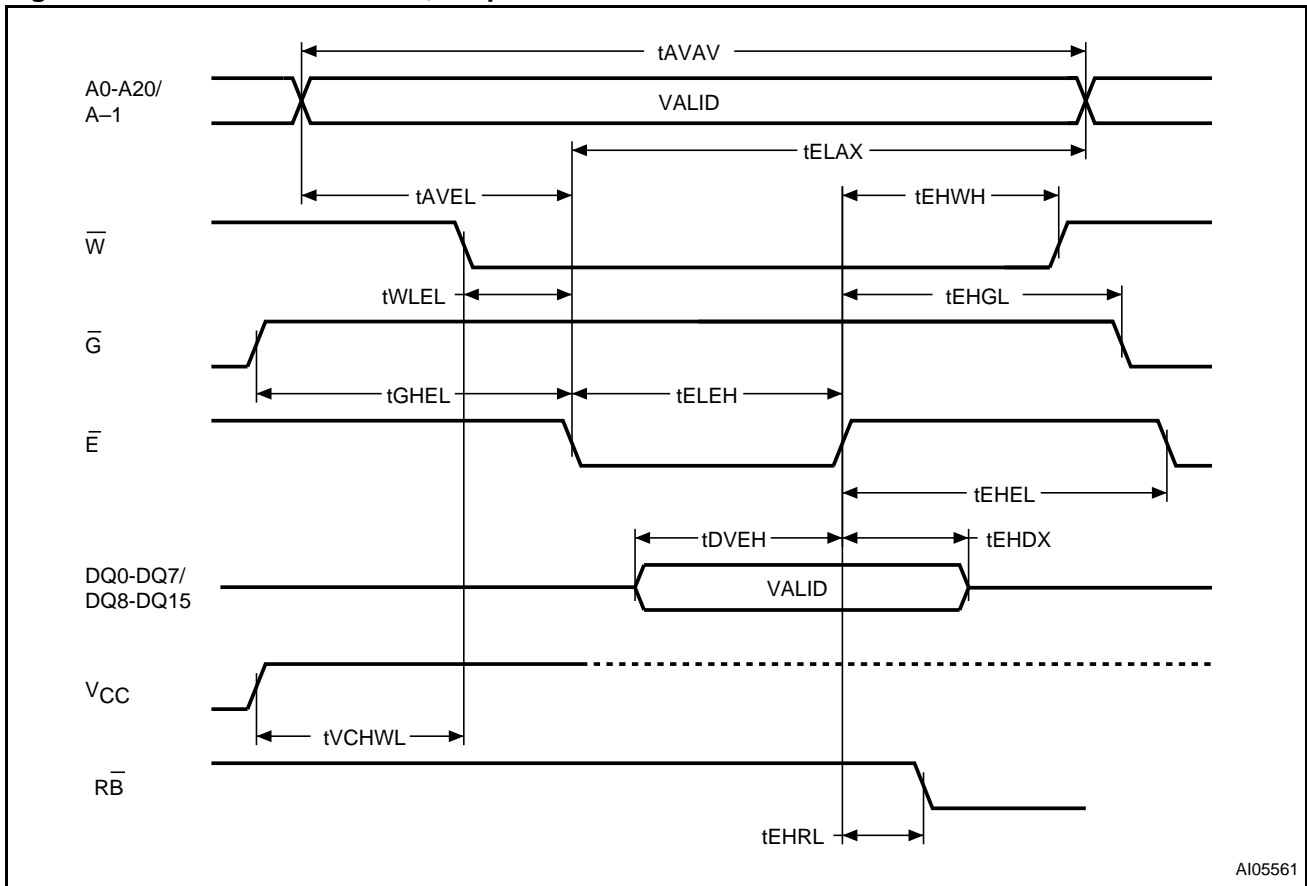 tAVAV
A0-A20/
A–1
VALID
tELAX
tAVEL
tEHWH
W̅
tWLEL
tEHGL
G̅
tGHEL
tELEH
E̅
tEHEL
tDVEH
tEHDX
DQ0-DQ7/
DQ8-DQ15
VALID
VCC
tVCHWL
RB̅
tEHRL
AI05561